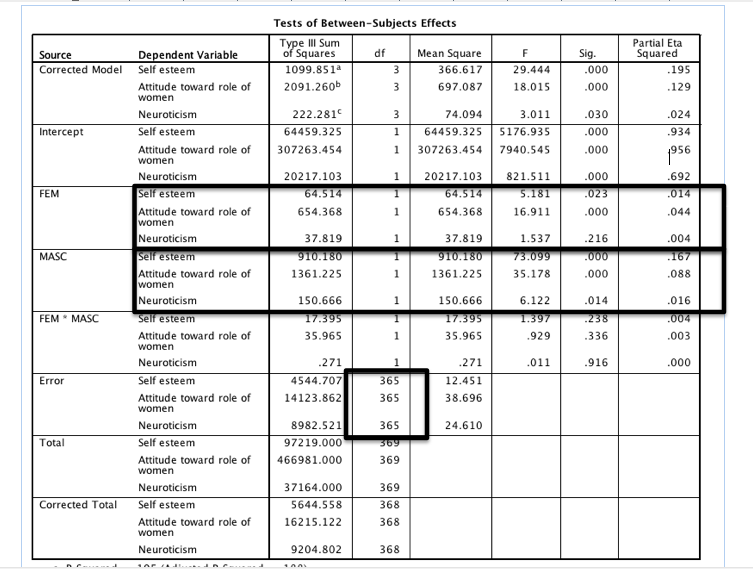 Tests of Between-Subjects Effects
Source Dependent Variable Type III Sum of Squares df Mean Square F Sig. Partial Eta Squared
Corrected Model Self esteem 1099.851a 3 366.617 29.444 .000 .195
Attitude toward role of women 2091.260b 3 697.087 18.015 .000 .129
Neuroticism 222.281c 3 74.094 3.011 .030 .024
Intercept Self esteem 64459.325 1 64459.325 5176.935 .000 .934
Attitude toward role of women 307263.454 1 307263.454 7940.545 .000 .956
Neuroticism 20217.103 1 20217.103 821.511 .000 .692
FEM Self esteem 64.514 1 64.514 5.181 .023 .014
Attitude toward role of women 654.368 1 654.368 16.911 .000 .044
Neuroticism 37.819 1 37.819 1.537 .216 .004
MASC Self esteem 910.180 1 910.180 73.099 .000 .167
Attitude toward role of women 1361.225 1 1361.225 35.178 .000 .088
Neuroticism 150.666 1 150.666 6.122 .014 .016
FEM * MASC Self esteem 17.395 1 17.395 1.397 .238 .004
Attitude toward role of women 35.965 1 35.965 .929 .336 .003
Neuroticism .271 1 .271 .011 .916 .000
Error Self esteem 4544.707 365 12.451
Attitude toward role of women 14123.862 365 38.696
Neuroticism 8982.521 365 24.610
Total Self esteem 97219.000 369
Attitude toward role of women 466981.000 369
Neuroticism 37164.000 369
Corrected Total Self esteem 5644.558 368
Attitude toward role of women 16215.122 368
Neuroticism 9204.802 368